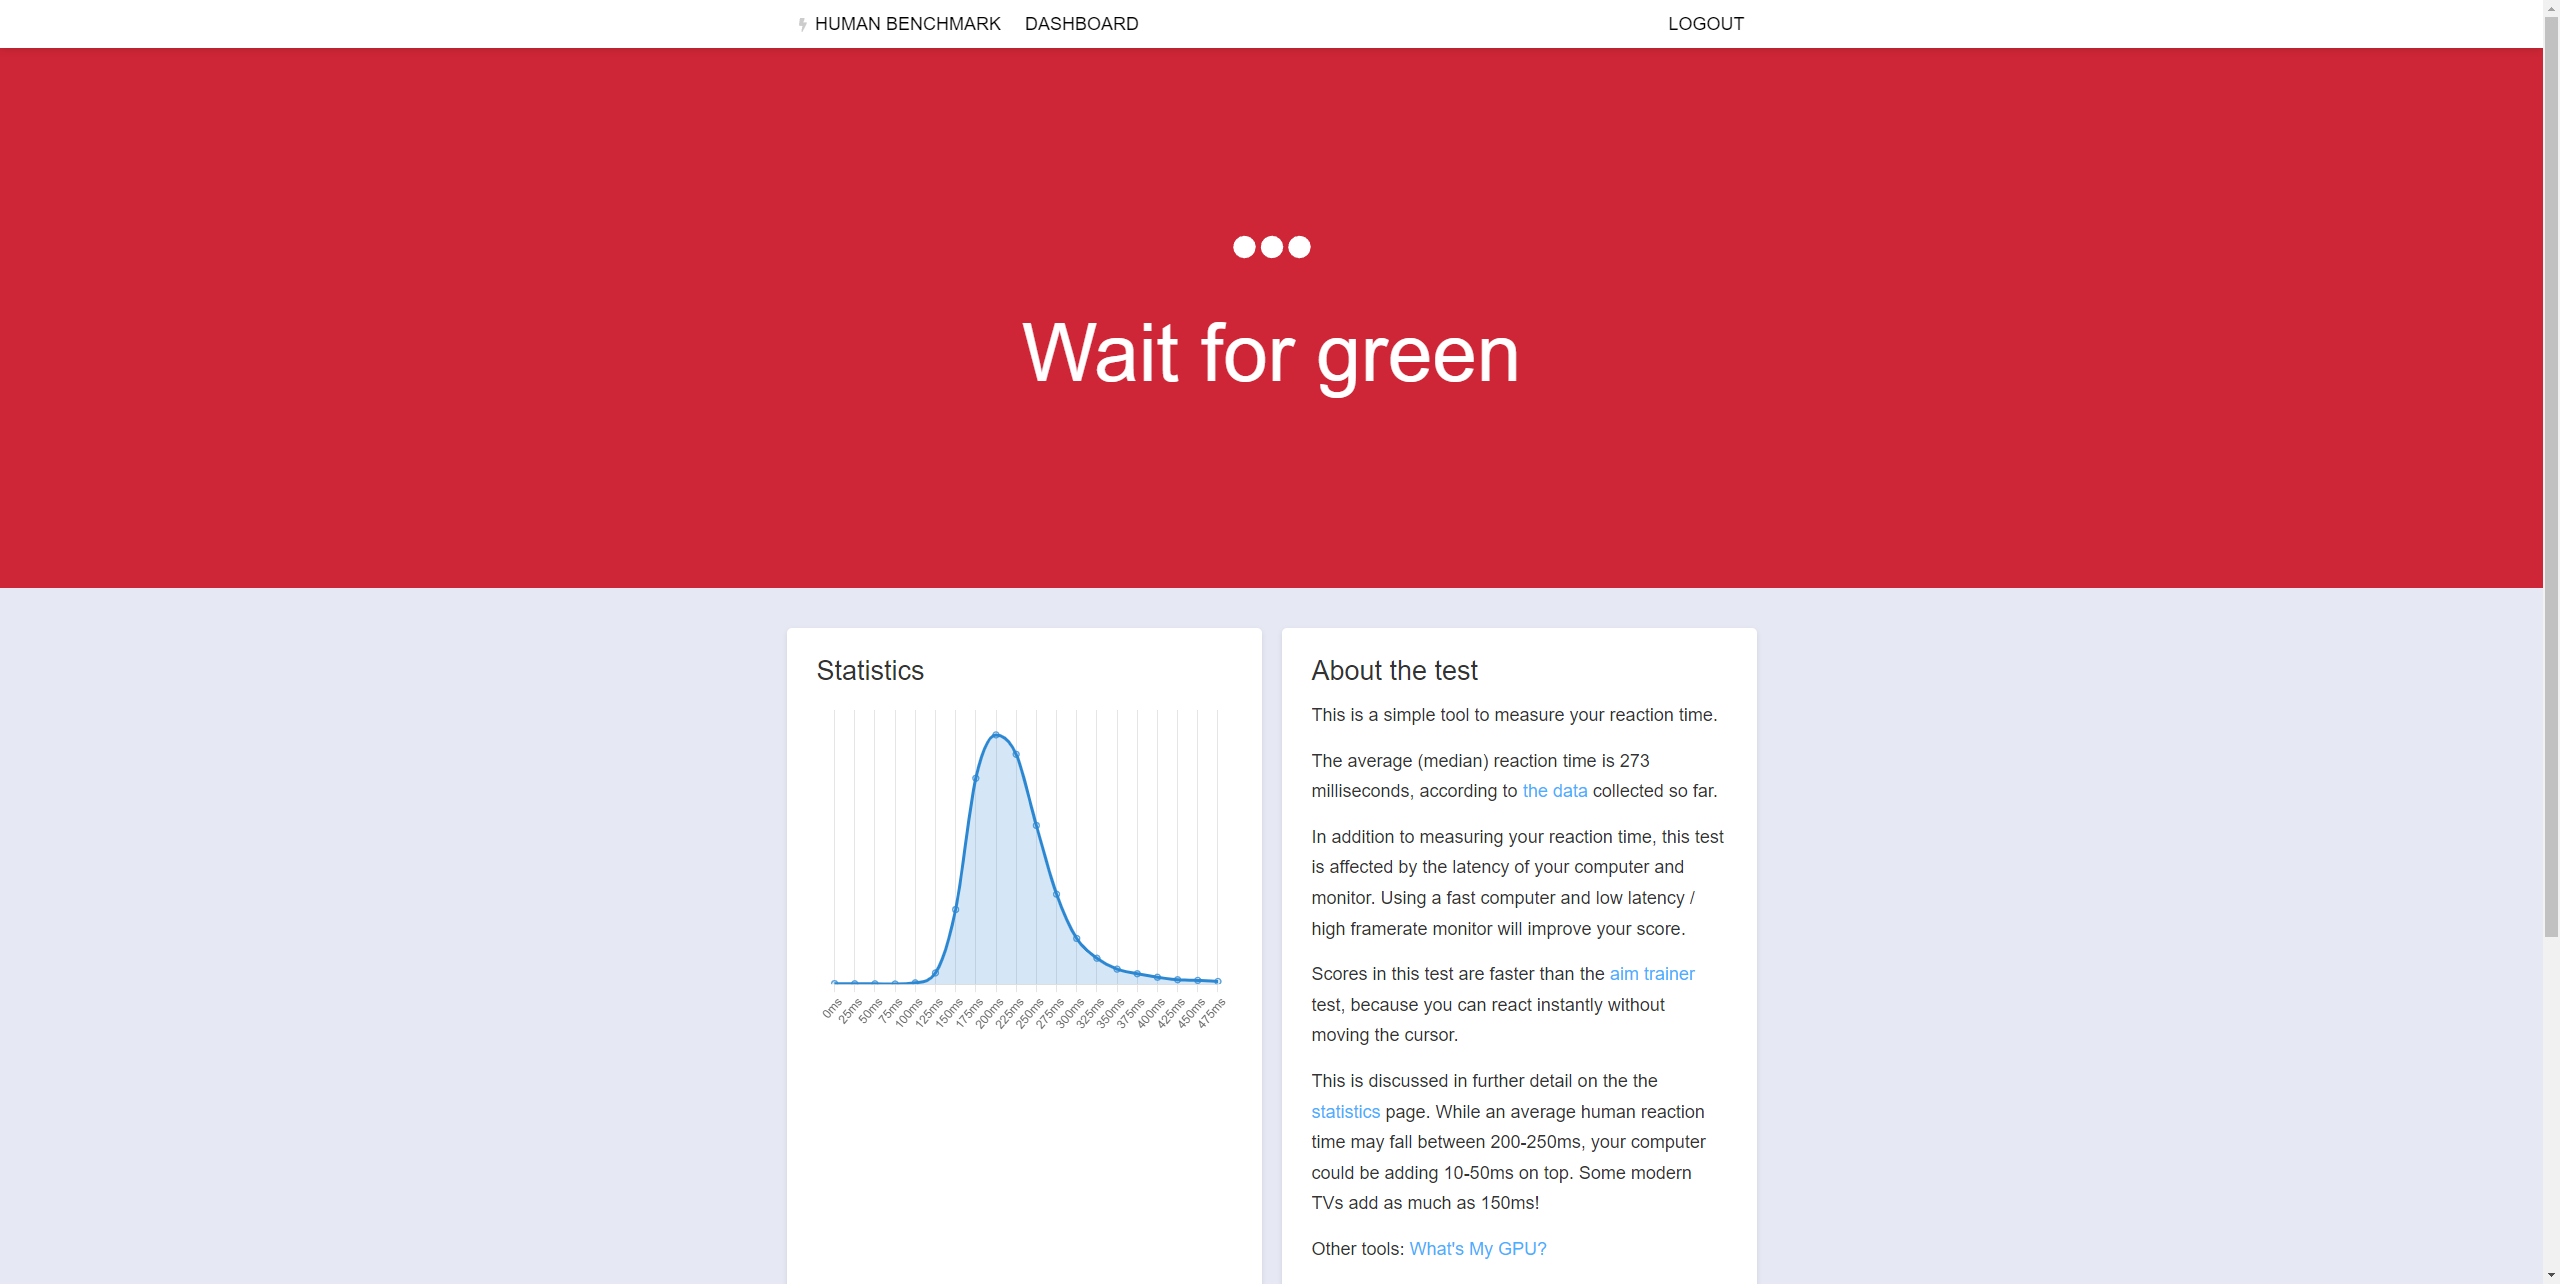 HUMAN BENCHMARK DASHBOARD LOGOUT
Wait for green
Statistics
0ms 25ms 50ms 75ms 100ms 125ms 150ms 175ms 200ms 225ms 250ms 275ms 300ms 325ms 350ms 375ms 400ms 425ms 450ms 475ms
About the test
This is a simple tool to measure your reaction time.
The average (median) reaction time is 273
milliseconds, according to the data collected so far.
In addition to measuring your reaction time, this test
is affected by the latency of your computer and
monitor. Using a fast computer and low latency /
high framerate monitor will improve your score.
Scores in this test are faster than the aim trainer
test, because you can react instantly without
moving the cursor.
This is discussed in further detail on the the
statistics page. While an average human reaction
time may fall between 200-250ms, your computer
could be adding 10-50ms on top. Some modern
TVs add as much as 150ms!
Other tools: What's My GPU?